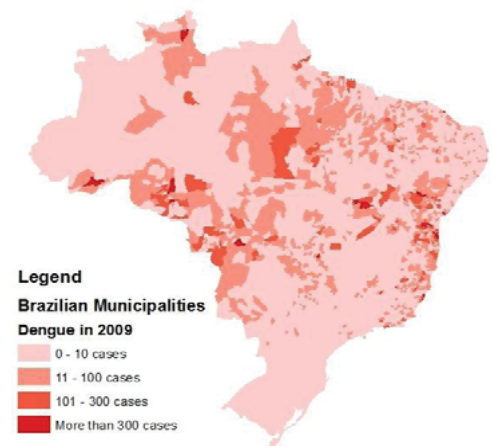 Legend
Brazilian Municipalities
Dengue in 2009
0 - 10 cases
11 - 100 cases
101 - 300 cases
More than 300 cases